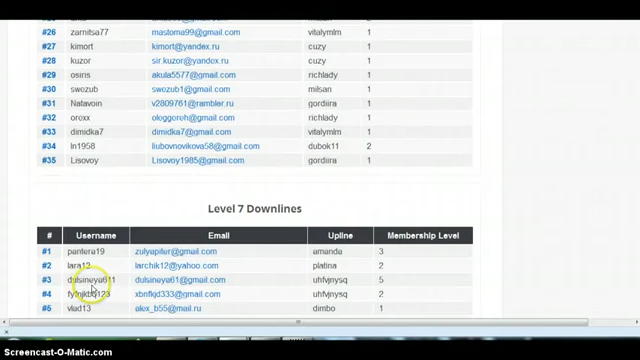 #26 zarnitsa77 mastoma99@gmail.com vitalymlm 1
#27 kimort kimort@yandex.ru cuzy 1
#28 kuzor sir.kuzor@yandex.ru cuzy 1
#29 osiris akula5577@gmail.com richlady 1
#30 swozub swozub1@gmail.com milsan 1
#31 Natavoin v2809761@rambler.ru gordiira 1
#32 oroxx ologgoreh@gmail.com richlady 1
#33 dimidka7 dimidka7@gmail.com vitalymlm 1
#34 ln1958 liubovnovikova58@gmail.com dubok11 2
#35 Lisovoy Lisovoy1985@gmail.com gordiira 1
Level 7 Downlines
# Username Email Upline Membership Level
#1 pantera19 zulyapifer@gmail.com amanda 3
#2 lara12 larchik12@yahoo.com platina 2
#3 dulsineya611 dulsineya61@gmail.com uhfvjnysq 5
#4 xbnfkjd333@gmail.com uhfvjnysq 2
#5 vlad13 alex_b55@mail.ru dimbo 1
Screencast-O-Matic.com